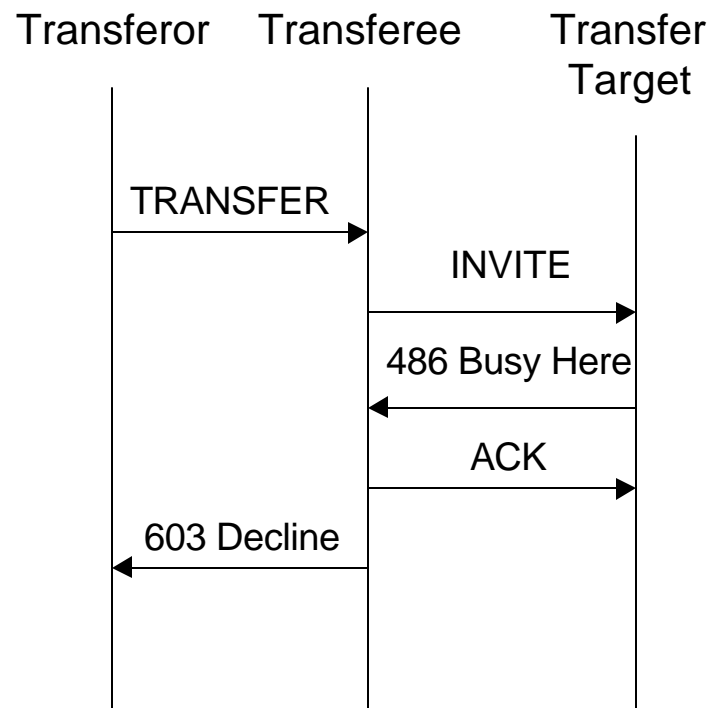 Transferor
Transferee
Transfer
Target
TRANSFER
INVITE
486 Busy Here
ACK
603 Decline